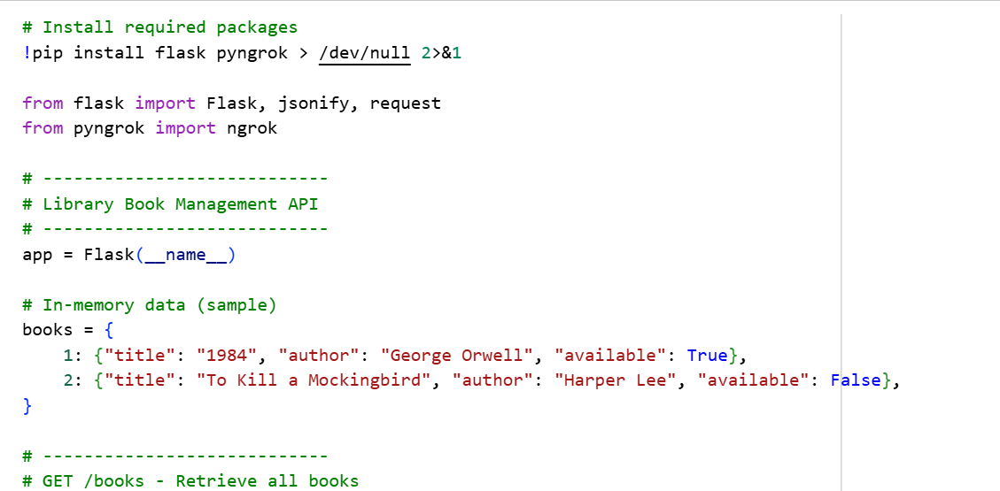 # Install required packages
!pip install flask pyngrok > /dev/null 2>&1
from flask import Flask, jsonify, request
from pyngrok import ngrok
# ----------------------------
# Library Book Management API
# ----------------------------
app = Flask(__name__)
# In-memory data (sample)
books = {
    1: {"title": "1984", "author": "George Orwell", "available": True},
    2: {"title": "To Kill a Mockingbird", "author": "Harper Lee", "available": False},
}
# ----------------------------
# GET /books - Retrieve all books